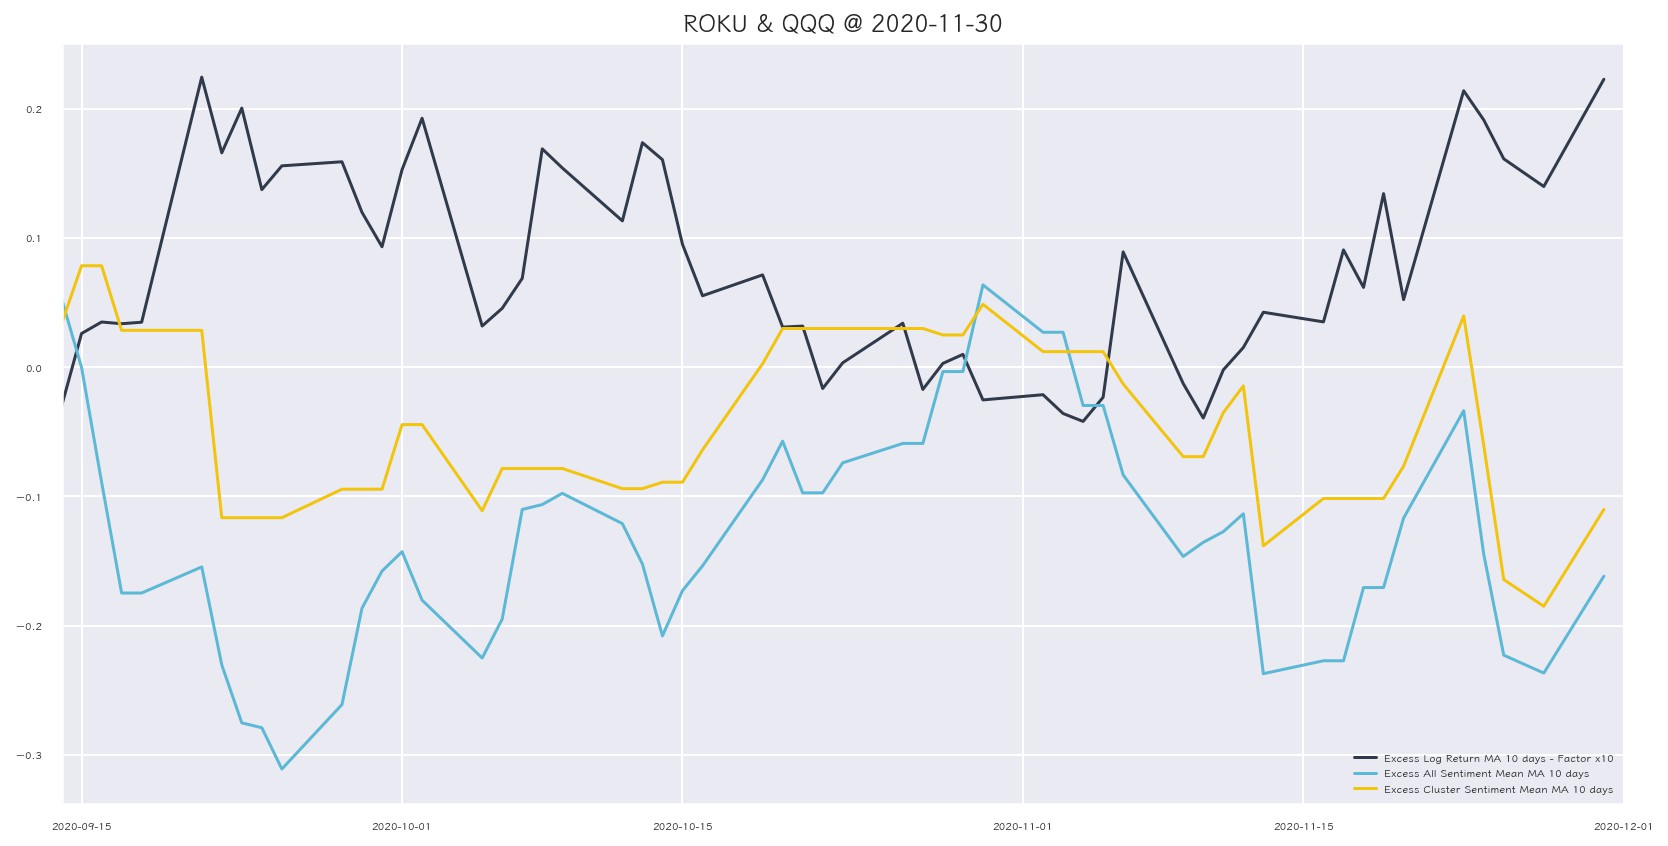 ROKU & QQQ @ 2020-11-30
0.2
0.1
0.0
−0.1
−0.2
−0.3
Excess Log Return MA 10 days - Factor x10
Excess All Sentiment Mean MA 10 days
Excess Cluster Sentiment Mean MA 10 days
2020-09-15 2020-10-01 2020-10-15 2020-11-01 2020-11-15 2020-12-01